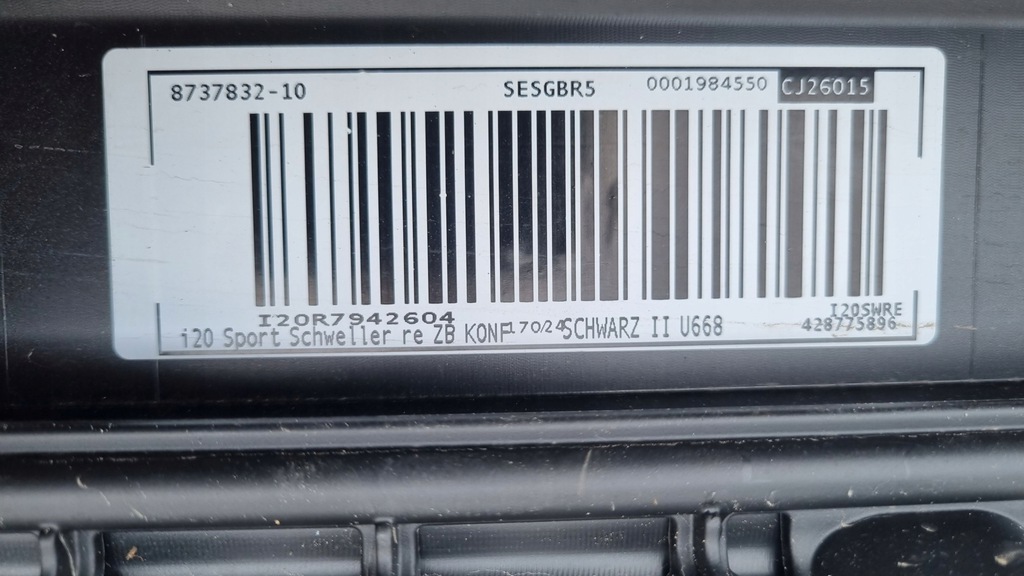 8737832-10 SESGBR5 0001984550 CJ26015
I20R7942604 I20SWRE
i20 Sport Schweller re ZB KONF 170/24 SCHWARZ II U668 428775896